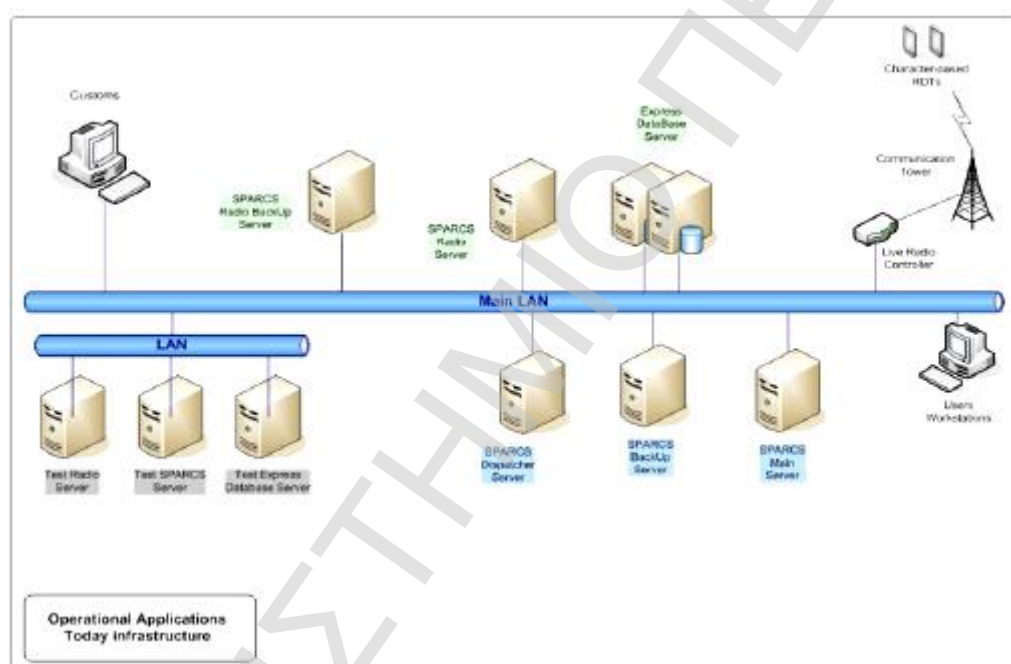 Character-based
RDTs
Customs
Express
DataBase
Server
Communication
Tower
SPARCS
Radio BackUp
Server
SPARCS
Radio
Server
Live Radio
Controller
Main LAN
LAN
Users
Workstations
SPARCS
Dispatcher
Server
SPARCS
BackUp
Server
SPARCS
Main
Server
Test Radio
Server
Test SPARCS
Server
Test Express
Database Server
Operational Applications
Today Infrastructure
ΙΣΤΗΜΙΟ ΠΕ